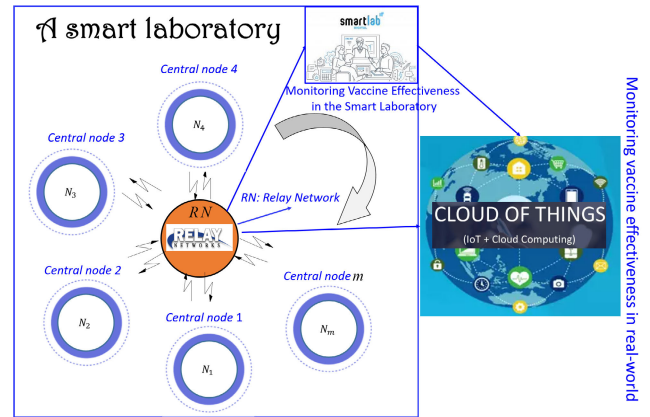 A smart laboratory
smartlab
Monitoring Vaccine Effectiveness
in the Smart Laboratory
Central node 4
N₄
Central node 3
N₃
RN
RELAY
NETWORKS
RN: Relay Network
Central node 2
N₂
Central node 1
N₁
Central node m
Nₘ
CLOUD OF THINGS
(IoT + Cloud Computing)
Monitoring vaccine effectiveness in real-world